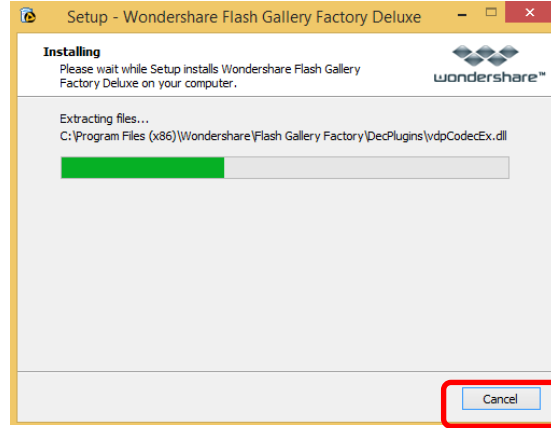 Setup - Wondershare Flash Gallery Factory Deluxe
Installing
Please wait while Setup installs Wondershare Flash Gallery
Factory Deluxe on your computer.
wondershare™
Extracting files...
C:\Program Files (x86)\Wondershare\Flash Gallery Factory\DecPlugins\vdpCodecEx.dll
Cancel